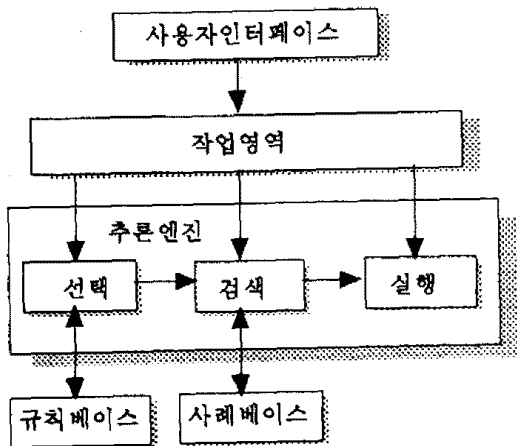 사용자인터페이스
작업영역
추론엔진
선택
검색
실행
규칙베이스
사례베이스